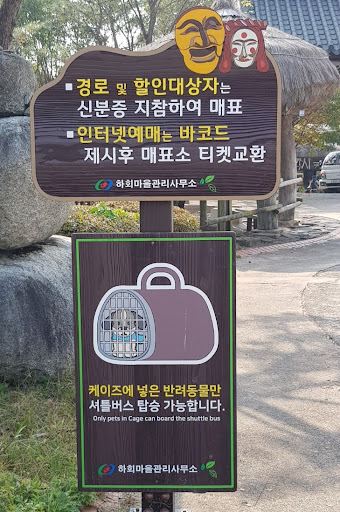 ▪경로 및 할인대상자는
신분증 지참하여 매표
▪인터넷예매는 바코드
제시후 매표소 티켓교환
하회마을관리사무소
케이즈에 넣은 반려동물만
셔틀버스 탑승 가능합니다.
Only pets in Cage can board the shuttle bus
하회마을관리사무소